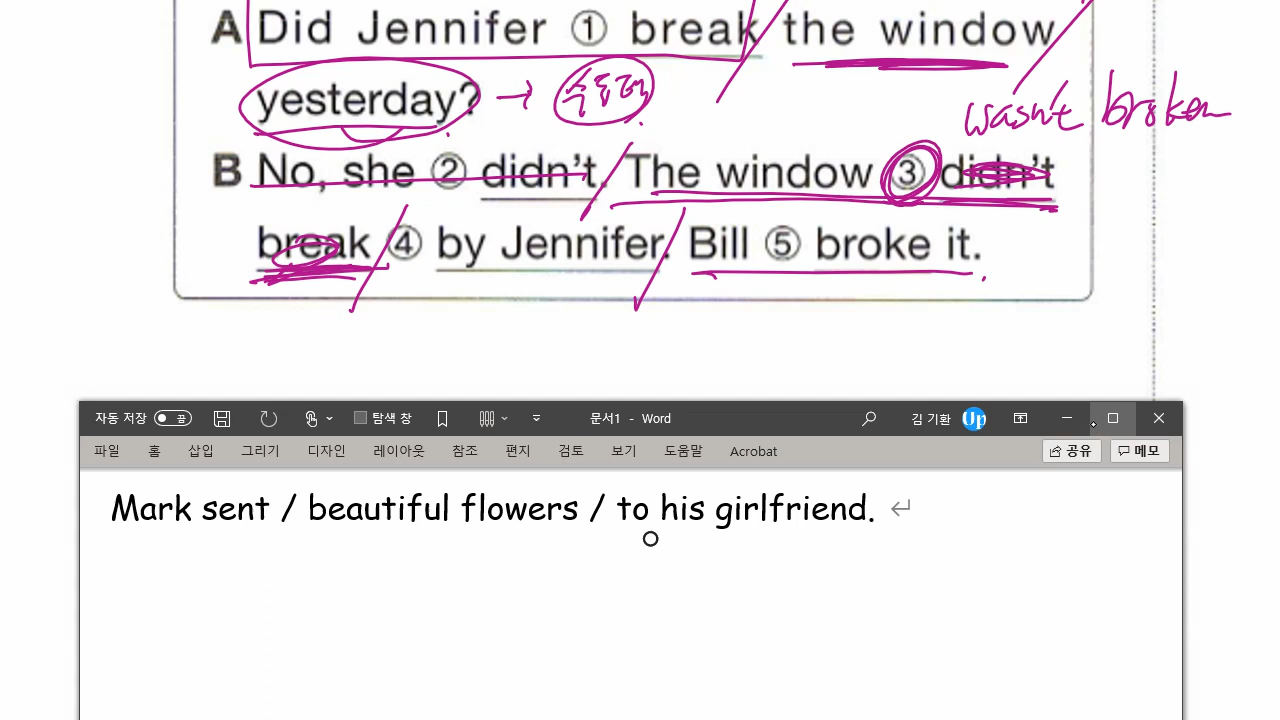 A Did Jennifer ① break the window
yesterday? → 수동태
wasn't broken
B No, she ② didn't. The window ③ didn't
break ④ by Jennifer. Bill ⑤ broke it.
자동 저장 끔 탐색 창 문서1 - Word 김 기환 Up
파일 홈 삽입 그리기 디자인 레이아웃 참조 편지 검토 보기 도움말 Acrobat 공유 메모
Mark sent / beautiful flowers / to his girlfriend. ↵